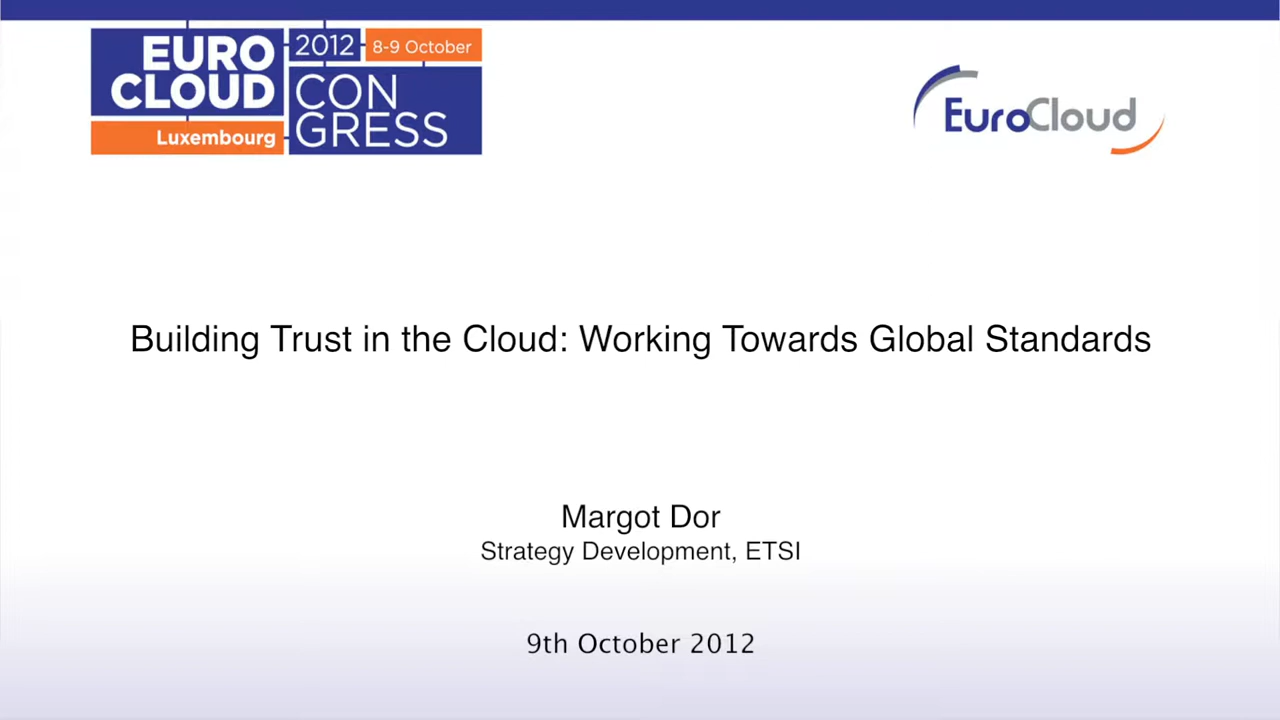 EURO
CLOUD
Luxembourg
2012
8-9 October
CON
GRESS
EuroCloud
Building Trust in the Cloud: Working Towards Global Standards
Margot Dor
Strategy Development, ETSI
9th October 2012